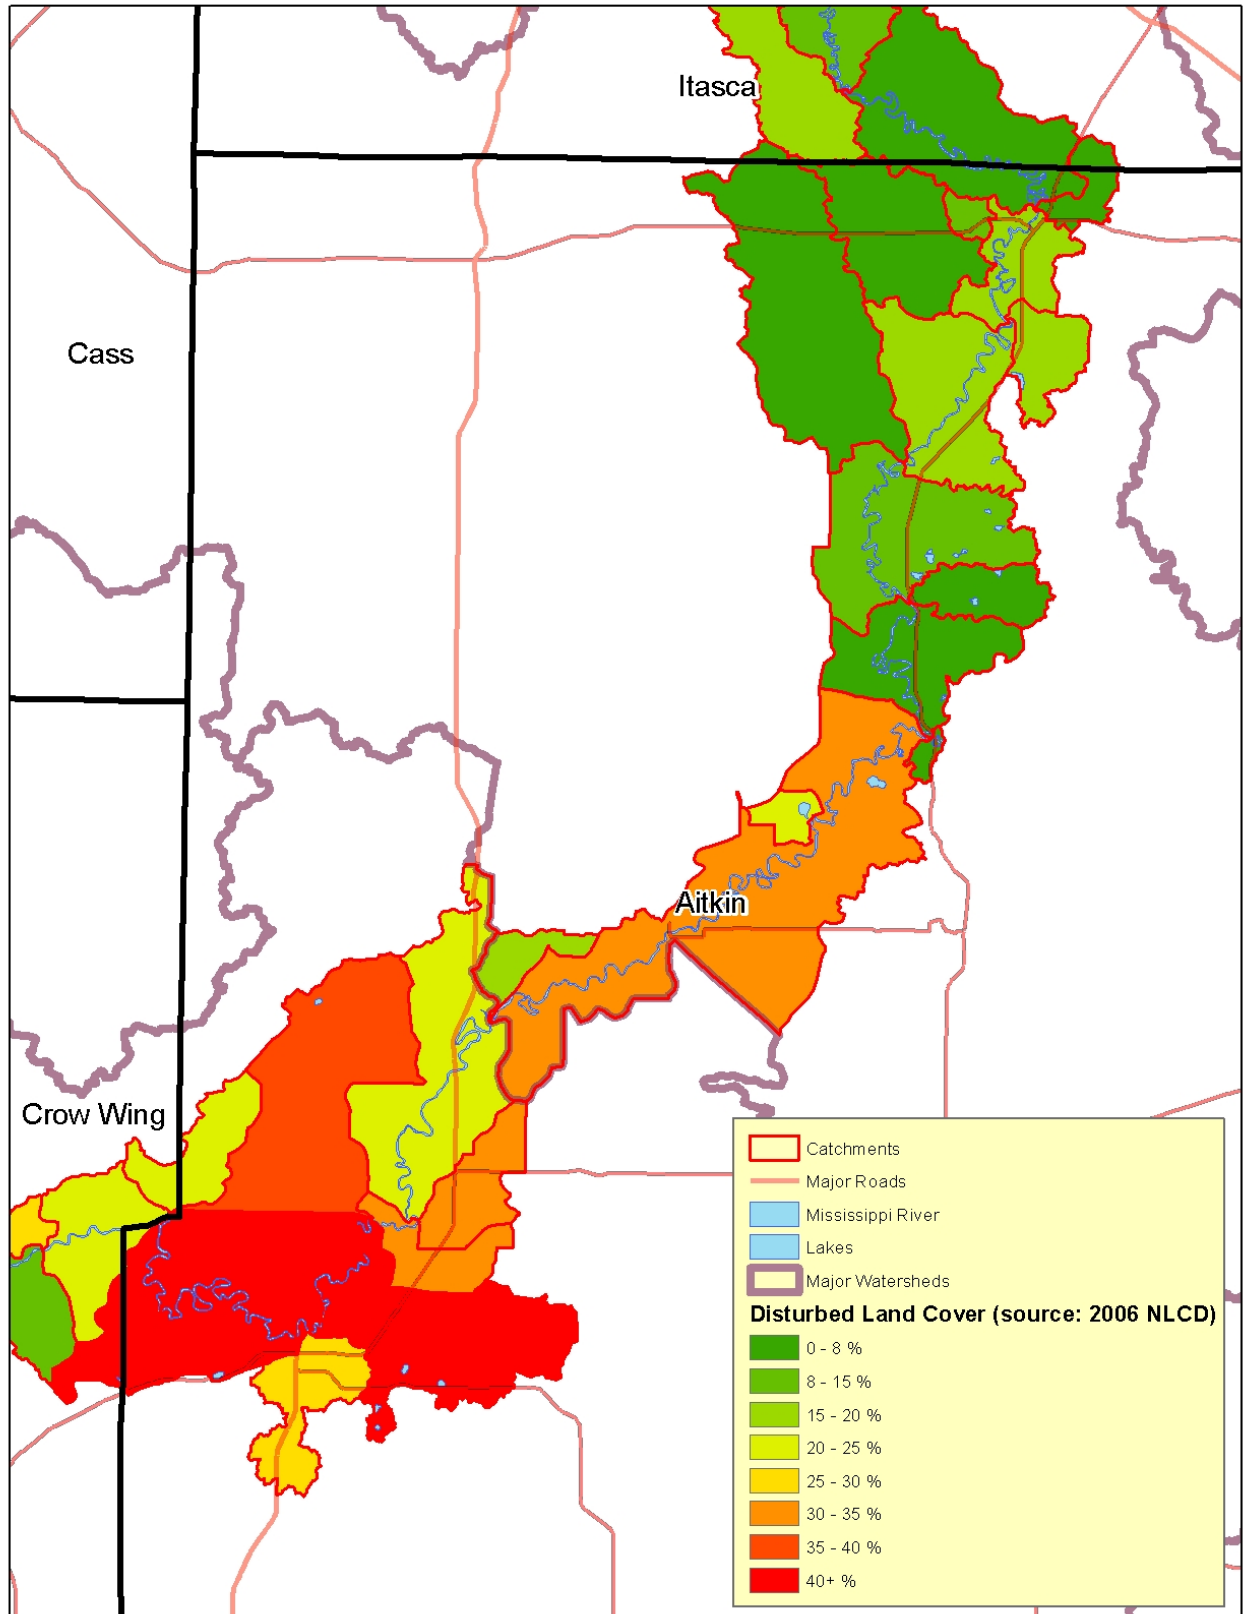 Itasca
Cass
Aitkin
Crow Wing
Catchments
Major Roads
Mississippi River
Lakes
Major Watersheds
Disturbed Land Cover (source: 2006 NLCD)
0 - 8 %
8 - 15 %
15 - 20 %
20 - 25 %
25 - 30 %
30 - 35 %
35 - 40 %
40+ %